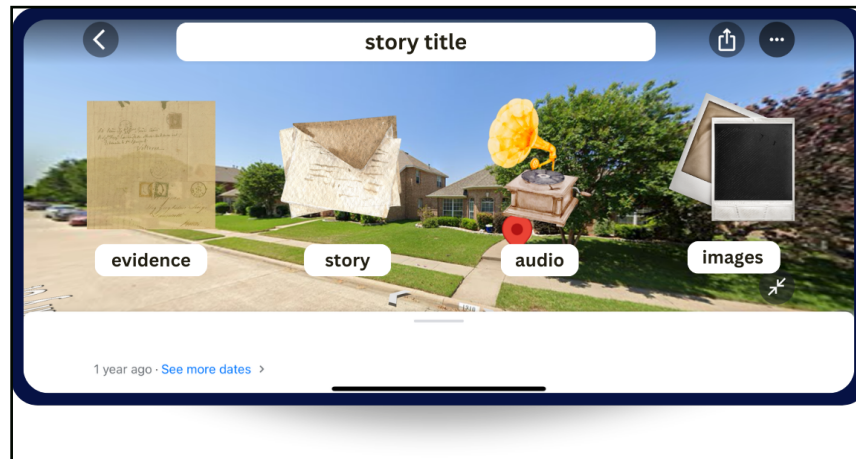 story title
evidence
story
audio
images
1 year ago · See more dates >